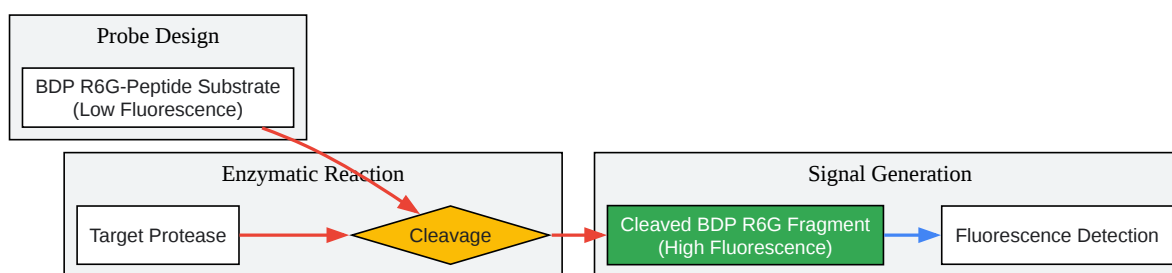 Probe Design
BDP R6G-Peptide Substrate
(Low Fluorescence)
Enzymatic Reaction
Target Protease
Cleavage
Signal Generation
Cleaved BDP R6G Fragment
(High Fluorescence)
Fluorescence Detection